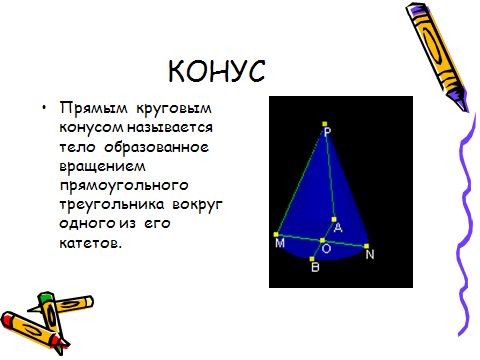 КОНУС
• Прямым круговым
конусом называется
тело образованное
вращением
прямоугольного
треугольника вокруг
одного из его
катетов.
P
A
M
O
N
B